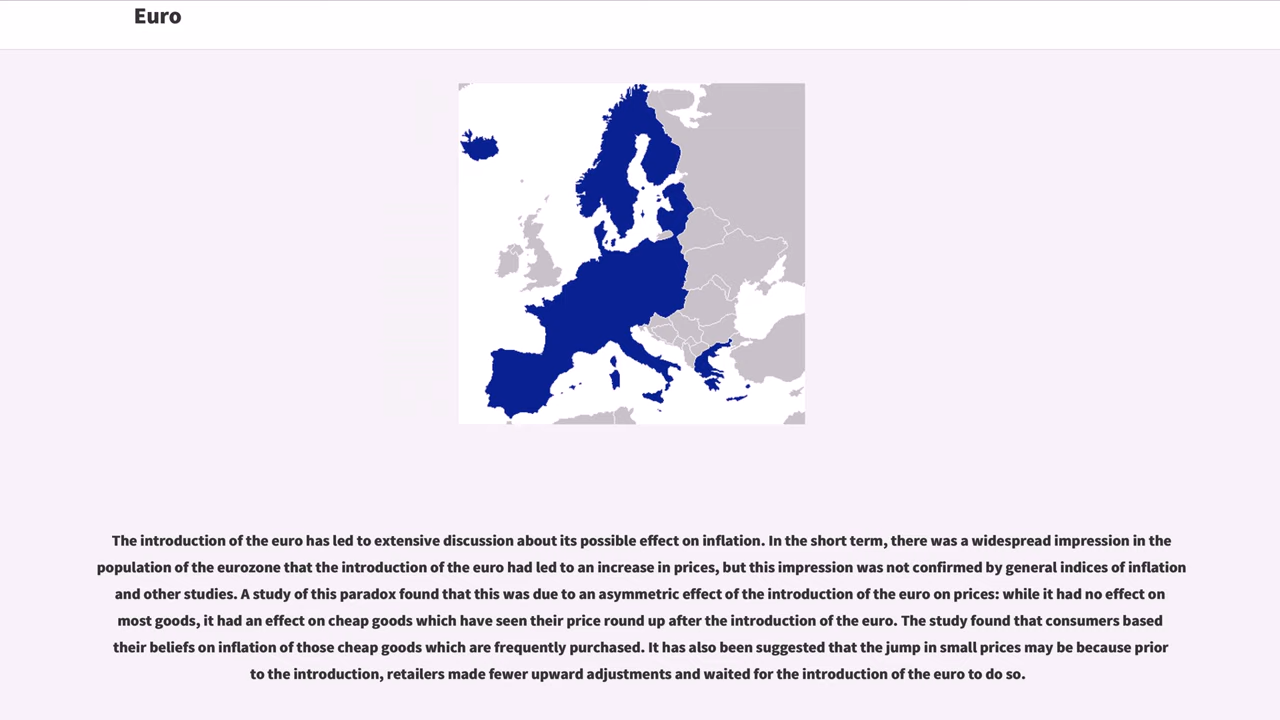 Euro
The introduction of the euro has led to extensive discussion about its possible effect on inflation. In the short term, there was a widespread impression in the
population of the eurozone that the introduction of the euro had led to an increase in prices, but this impression was not confirmed by general indices of inflation
and other studies. A study of this paradox found that this was due to an asymmetric effect of the introduction of the euro on prices: while it had no effect on
most goods, it had an effect on cheap goods which have seen their price round up after the introduction of the euro. The study found that consumers based
their beliefs on inflation of those cheap goods which are frequently purchased. It has also been suggested that the jump in small prices may be because prior
to the introduction, retailers made fewer upward adjustments and waited for the introduction of the euro to do so.